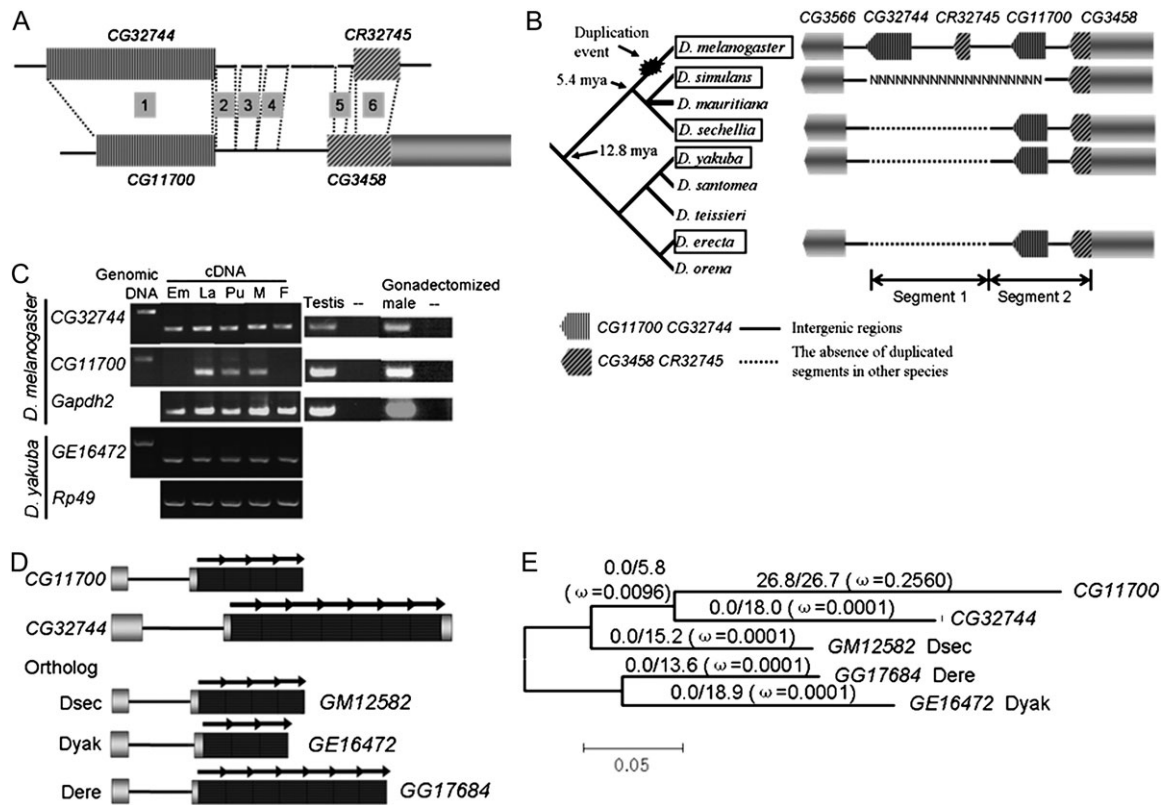 A
CG32744
CR32745
1
2
3
4
5
6
CG11700
CG3458
B
CG3566 CG32744 CR32745 CG11700 CG3458
Duplication
event
5.4 mya
12.8 mya
D. melanogaster
D. simulans
D. mauritiana
D. sechellia
D. yakuba
D. santomea
D. teissieri
D. erecta
D. orena
Segment 1
Segment 2
CG11700 CG32744
Intergenic regions
CG3458 CR32745
The absence of duplicated
segments in other species
C
Genomic
DNA
cDNA
Em La Pu M F
Testis --
Gonadectomized
male --
D. melanogaster
CG32744
CG11700
Gapdh2
D. yakuba
GE16472
Rp49
D
CG11700
CG32744
Ortholog
Dsec
GM12582
Dyak
GE16472
Dere
GG17684
E
0.0/5.8
(ω=0.0096)
26.8/26.7 (ω=0.2560)
CG11700
0.0/18.0 (ω=0.0001)
CG32744
0.0/15.2 (ω=0.0001)
GM12582 Dsec
0.0/13.6 (ω=0.0001)
GG17684 Dere
0.0/18.9 (ω=0.0001)
GE16472 Dyak
0.05